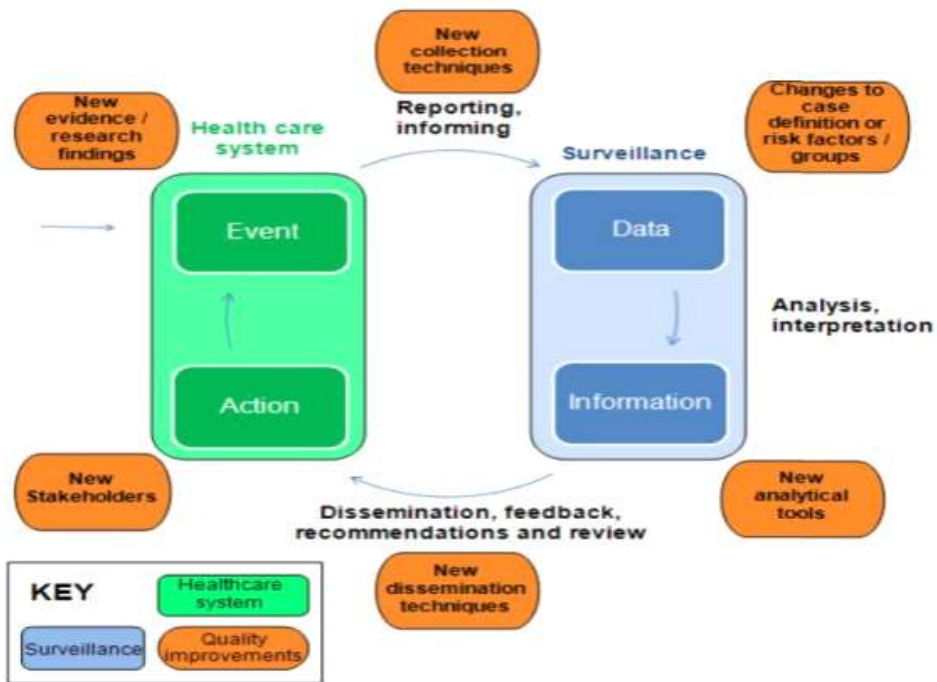 New
collection
techniques
New
evidence /
research
findings
Health care
system
Reporting,
informing
Surveillance
Changes to
case
definition or
risk factors /
groups
Event
Data
Analysis,
interpretation
Action
Information
New
Stakeholders
New
analytical
tools
Dissemination, feedback,
recommendations and review
New
dissemination
techniques
KEY
Healthcare
system
Surveillance
Quality
improvements